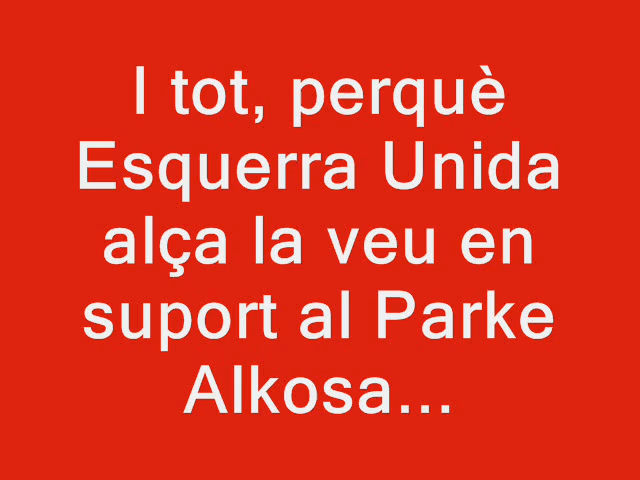 I tot, perquè
Esquerra Unida
alça la veu en
suport al Parke
Alkosa...